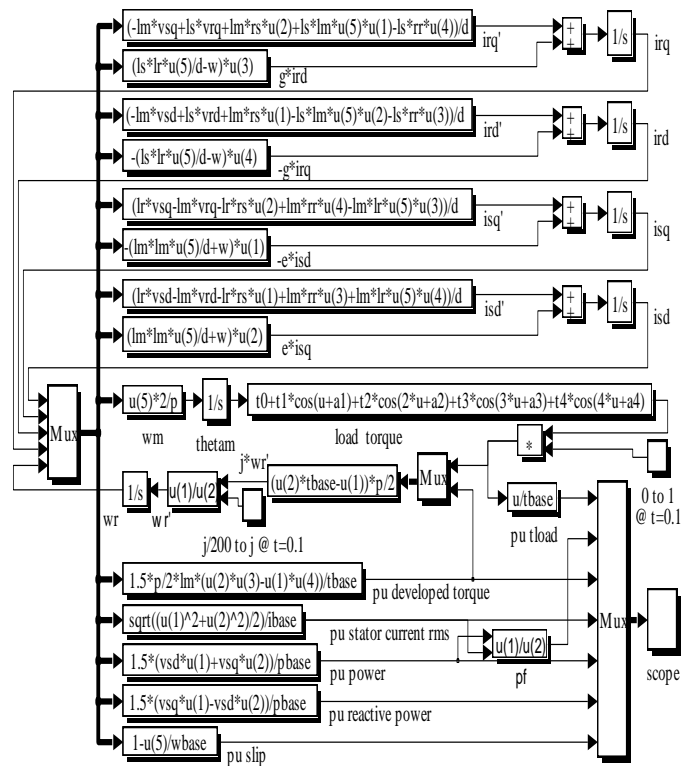 (-lm*vsq+ls*vrq+lm*rs*u(2)+ls*lm*u(5)*u(1)-ls*rr*u(4))/d
irq'
+
+
1/s
irq
(ls*lr*u(5)/d-w)*u(3)
g*ird
(-lm*vsd+ls*vrd+lm*rs*u(1)-ls*lm*u(5)*u(2)-ls*rr*u(3))/d
ird'
+
+
1/s
ird
-(ls*lr*u(5)/d-w)*u(4)
-g*irq
(lr*vsq-lm*vrq-lr*rs*u(2)+lm*rr*u(4)-lm*lr*u(5)*u(3))/d
isq'
+
+
1/s
isq
-(lm*lm*u(5)/d+w)*u(1)
-e*isd
(lr*vsd-lm*vrd-lr*rs*u(1)+lm*rr*u(3)+lm*lr*u(5)*u(4))/d
isd'
+
+
1/s
isd
(lm*lm*u(5)/d+w)*u(2)
e*isq
Mux
u(5)*2/p
wm
1/s
thetam
t0+t1*cos(u+a1)+t2*cos(2*u+a2)+t3*cos(3*u+a3)+t4*cos(4*u+a4)
load torque
*
0 to 1
@ t=0.1
wr
1/s
wr'
u(1)/u(2)
j*wr'
(u(2)*tbase-u(1))*p/2
Mux
j/200 to j @ t=0.1
u/tbase
pu tload
1.5*p/2*lm*(u(2)*u(3)-u(1)*u(4))/tbase
pu developed torque
sqrt((u(1)^2+u(2)^2)/2)/ibase
pu stator current rms
1.5*(vsd*u(1)+vsq*u(2))/pbase
pu power
u(1)/u(2)
pf
1.5*(vsq*u(1)-vsd*u(2))/pbase
pu reactive power
1-u(5)/wbase
pu slip
Mux
scope